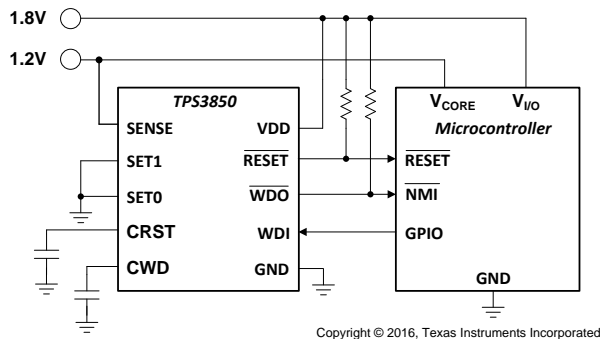 1.8V
1.2V
TPS3850
SENSE
VDD
SET1
RESET
SET0
WDO
CRST
WDI
CWD
GND
VCORE
VI/O
Microcontroller
RESET
NMI
GPIO
GND
Copyright © 2016, Texas Instruments Incorporated